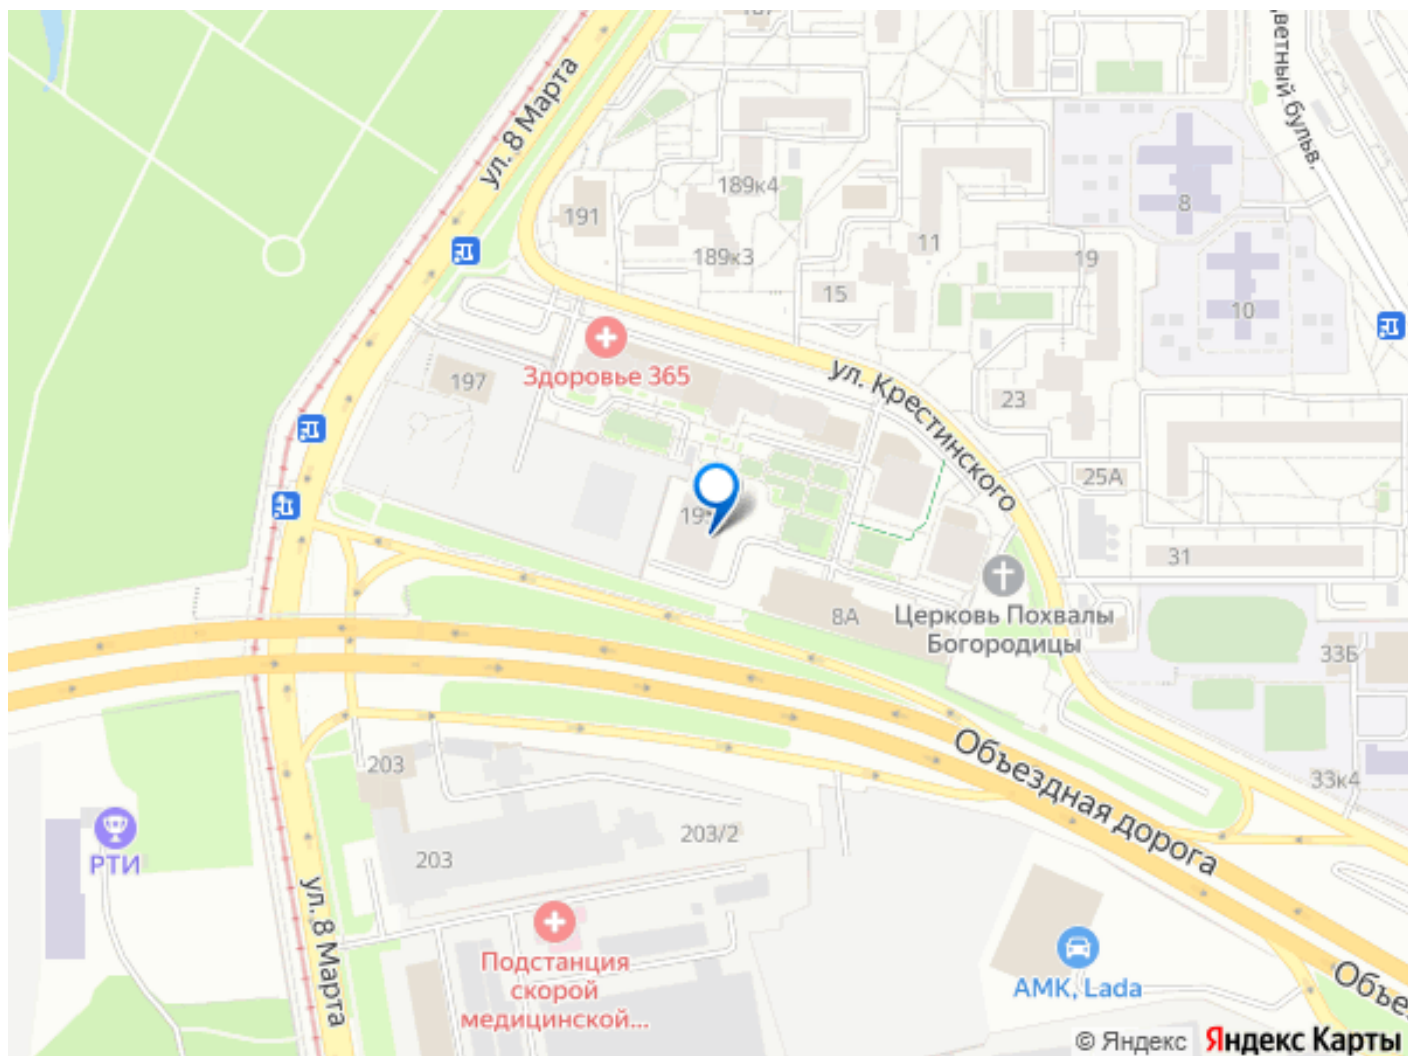 ул. 8 Марта
Цветный бульв.
191
189к4
189к3
11
15
19
8
10
197
Здоровье 365
ул. Крестинского
23
25А
31
8А
Церковь Похвалы
Богородицы
33Б
33к4
Объездная дорога
203
203
203/2
РТИ
ул. 8 Марта
Подстанция
скорой
медицинской...
АМК, Lada
© Яндекс
Яндекс Карты